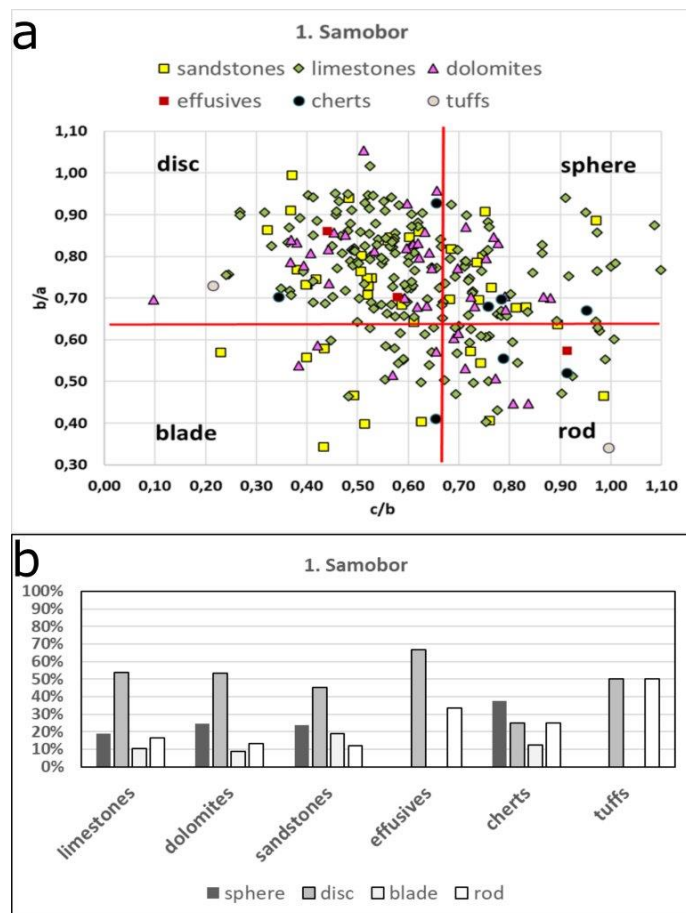 a
1. Samobor
sandstones limestones dolomites
effusives cherts tuffs
1,10
1,00
0,90
0,80
0,70
0,60
0,50
0,40
0,30
b/a
disc
sphere
blade
rod
0,00 0,10 0,20 0,30 0,40 0,50 0,60 0,70 0,80 0,90 1,00 1,10
c/b
b
1. Samobor
100%
90%
80%
70%
60%
50%
40%
30%
20%
10%
0%
limestones dolomites sandstones effusives cherts tuffs
sphere disc blade rod